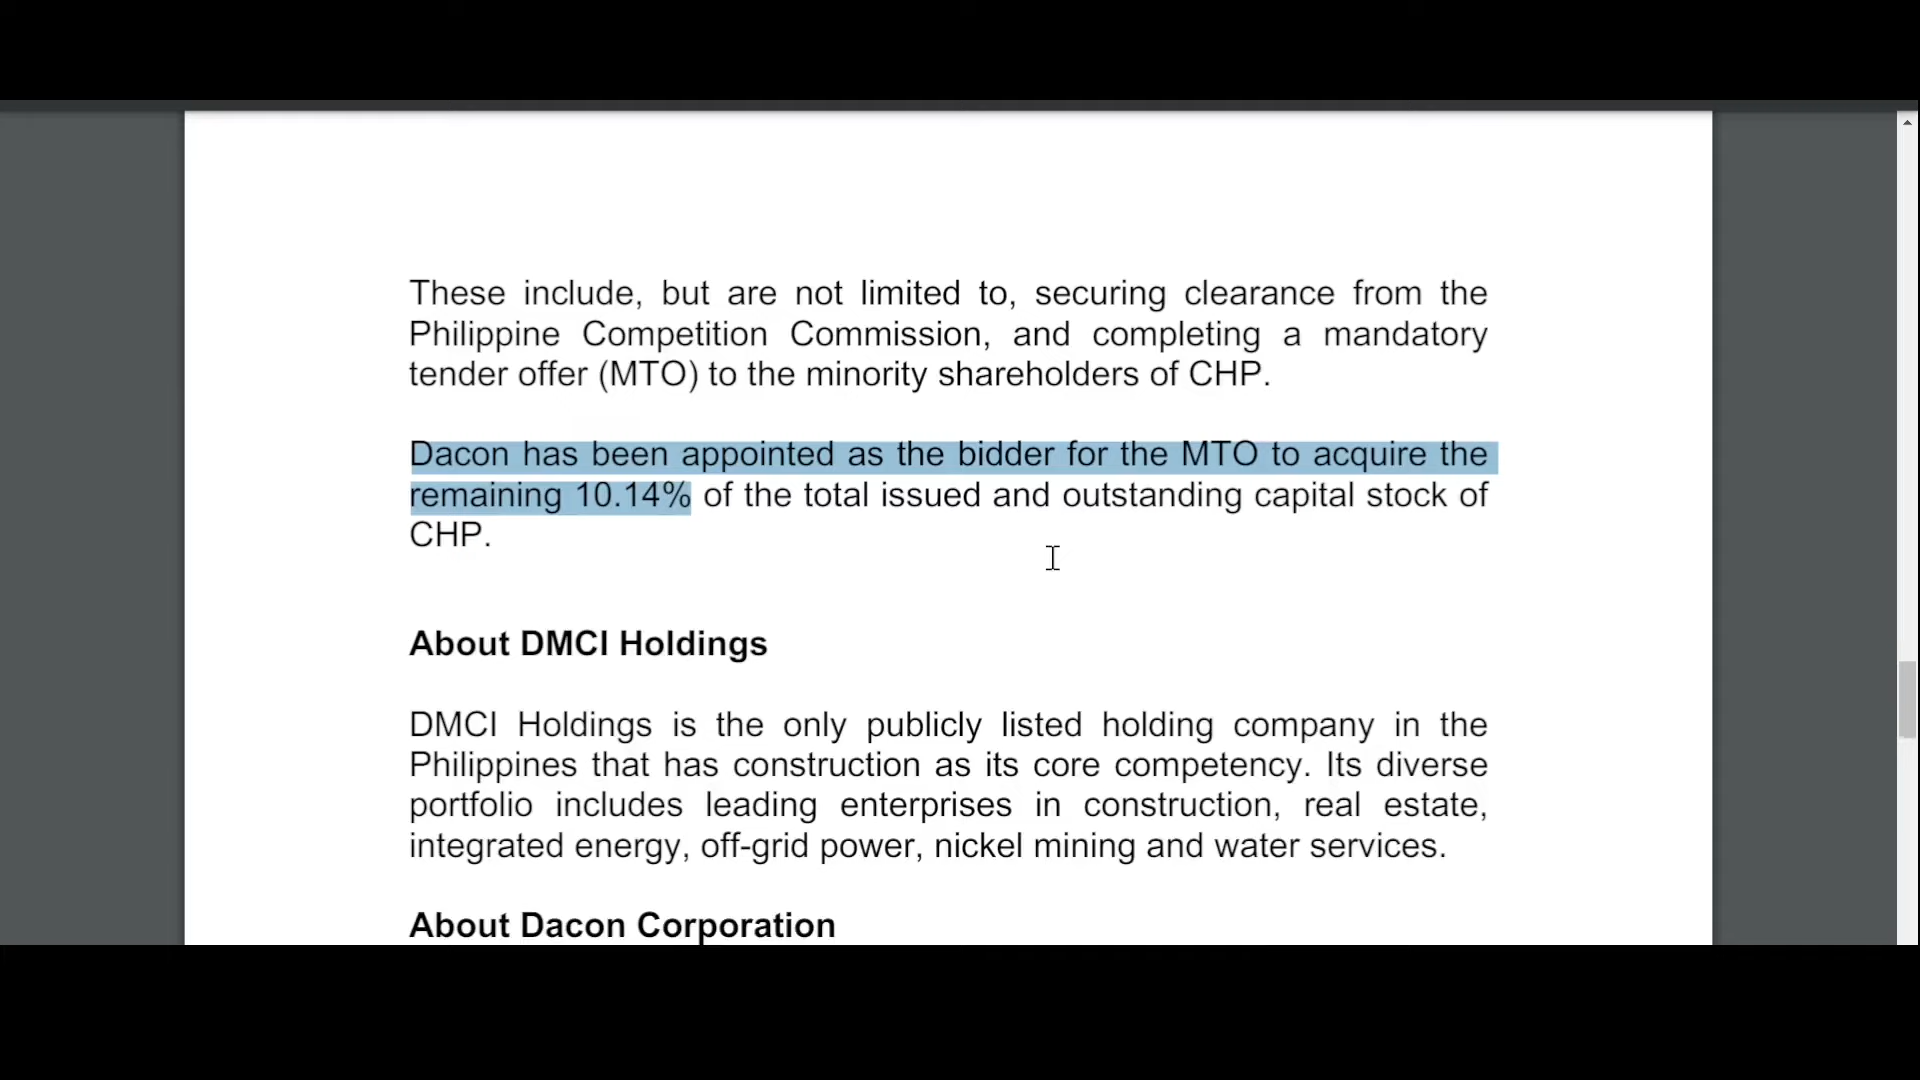 These include, but are not limited to, securing clearance from the
Philippine Competition Commission, and completing a mandatory
tender offer (MTO) to the minority shareholders of CHP.
Dacon has been appointed as the bidder for the MTO to acquire the
remaining 10.14% of the total issued and outstanding capital stock of
CHP.
About DMCI Holdings
DMCI Holdings is the only publicly listed holding company in the
Philippines that has construction as its core competency. Its diverse
portfolio includes leading enterprises in construction, real estate,
integrated energy, off-grid power, nickel mining and water services.
About Dacon Corporation